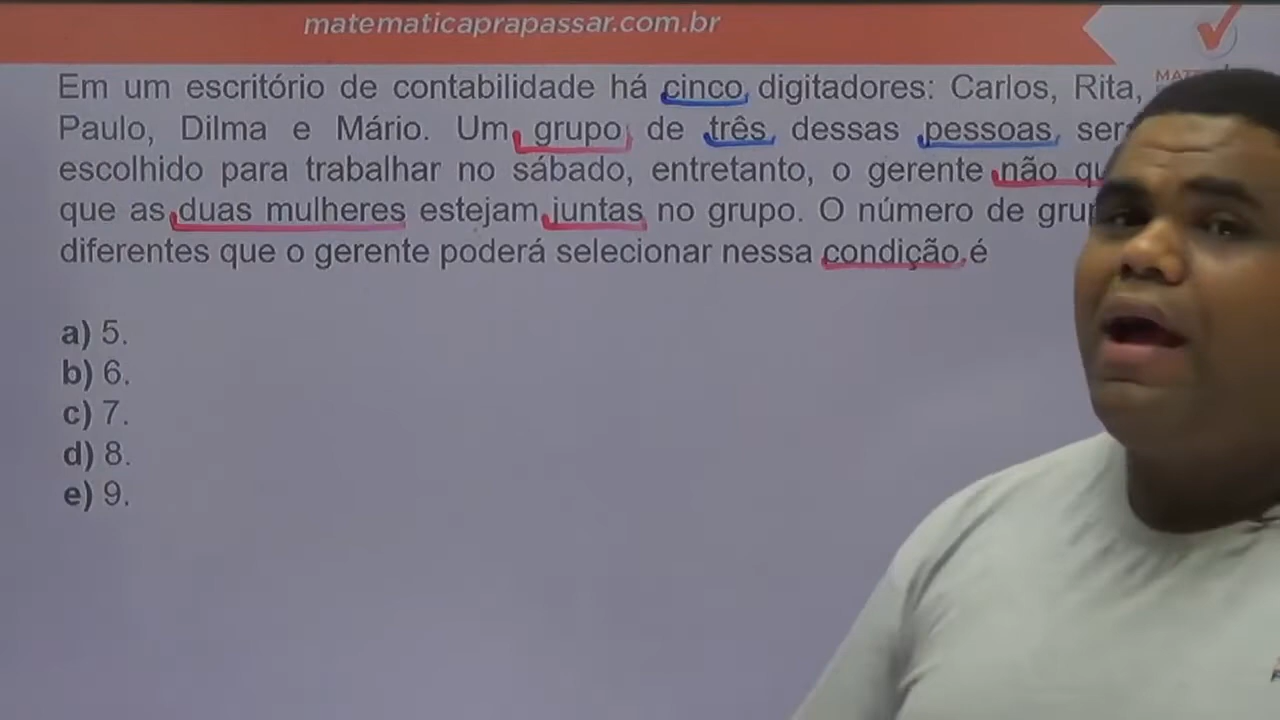 matematicaprapassar.com.br
Em um escritório de contabilidade há cinco digitadores: Carlos, Rita,
Paulo, Dilma e Mário. Um grupo de três dessas pessoas
escolhido para trabalhar no sábado, entretanto, o gerente não
que as duas mulheres estejam juntas no grupo. O número de
diferentes que o gerente poderá selecionar nessa condição é
a) 5.
b) 6.
c) 7.
d) 8.
e) 9.